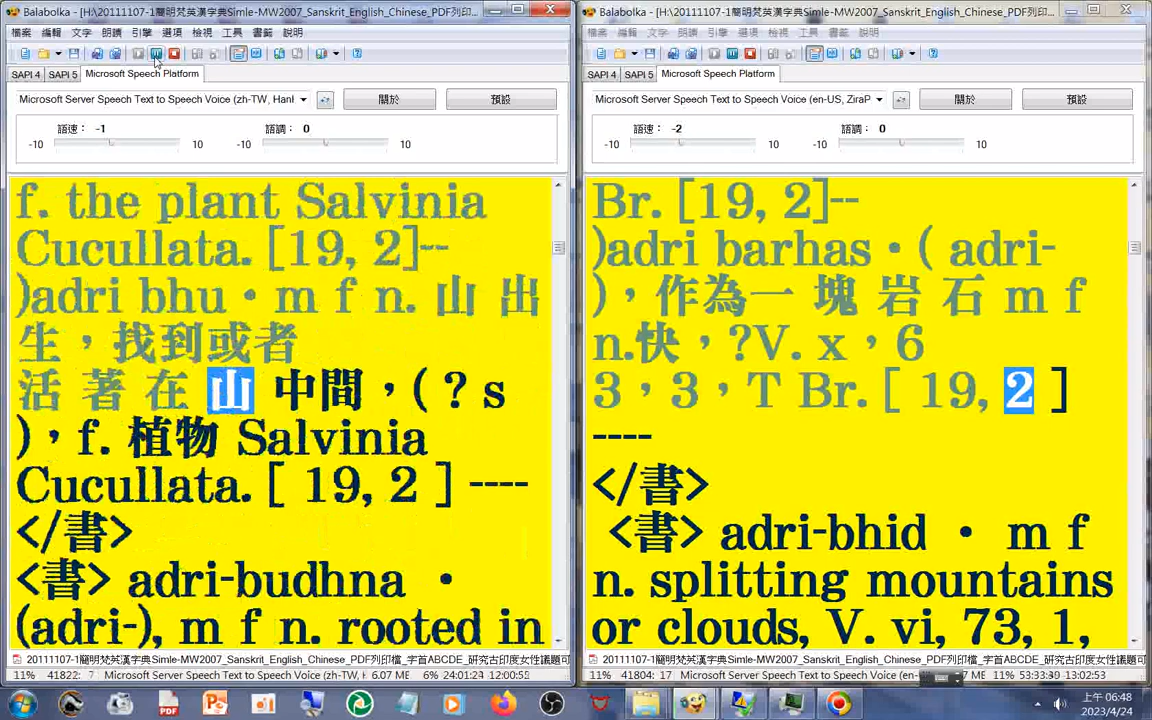 Balabolka - [H:\20111107-1簡明梵英漢字典Simle-MW2007_Sanskrit_English_Chinese_PDF列印...
檔案 編輯 文字 朗讀 引擎 選項 檢視 工具 書籤 說明
SAPI 4 SAPI 5 Microsoft Speech Platform
Microsoft Server Speech Text to Speech Voice (zh-TW, HanH 關於 預設
語速： -1 語調： 0
-10 10 -10 10
f. the plant Salvinia
Cucullata. [19, 2]--
)adri bhu • m f n. 山 出
生，找到或者
活 著 在 山 中間，( ? s
)，f. 植物 Salvinia
Cucullata. [ 19, 2 ] ----
</書>
<書> adri-budhna •
(adri-), m f n. rooted in
20111107-1簡明梵英漢字典Simle-MW2007_Sanskrit_English_Chinese_PDF列印檔_字首ABCDE_研究古印度女性議題可
11% 41822: 7 Microsoft Server Speech Text to Speech Voice (zh-TW, H 6.07 MB 6% 24:01:24 12:00:55
Balabolka - [H:\20111107-1簡明梵英漢字典Simle-MW2007_Sanskrit_English_Chinese_PDF列印...
檔案 編輯 文字 朗讀 引擎 選項 檢視 工具 書籤 說明
SAPI 4 SAPI 5 Microsoft Speech Platform
Microsoft Server Speech Text to Speech Voice (en-US, ZiraP 關於 預設
語速： -2 語調： 0
-10 10 -10 10
Br. [19, 2]--
)adri barhas • ( adri-
)，作為一 塊 岩 石 m f
n.快，?V. x，6
3，3，T Br. [ 19, 2 ]
----
</書>
<書> adri-bhid • m f
n. splitting mountains
or clouds, V. vi, 73, 1,
20111107-1簡明梵英漢字典Simle-MW2007_Sanskrit_English_Chinese_PDF列印檔_字首ABCDE_研究古印度女性議題可
11% 41804: 17 Microsoft Server Speech Text to Speech Voice (en- 11% 53:33:39 13:02:53
上午 06:48
2023/4/24